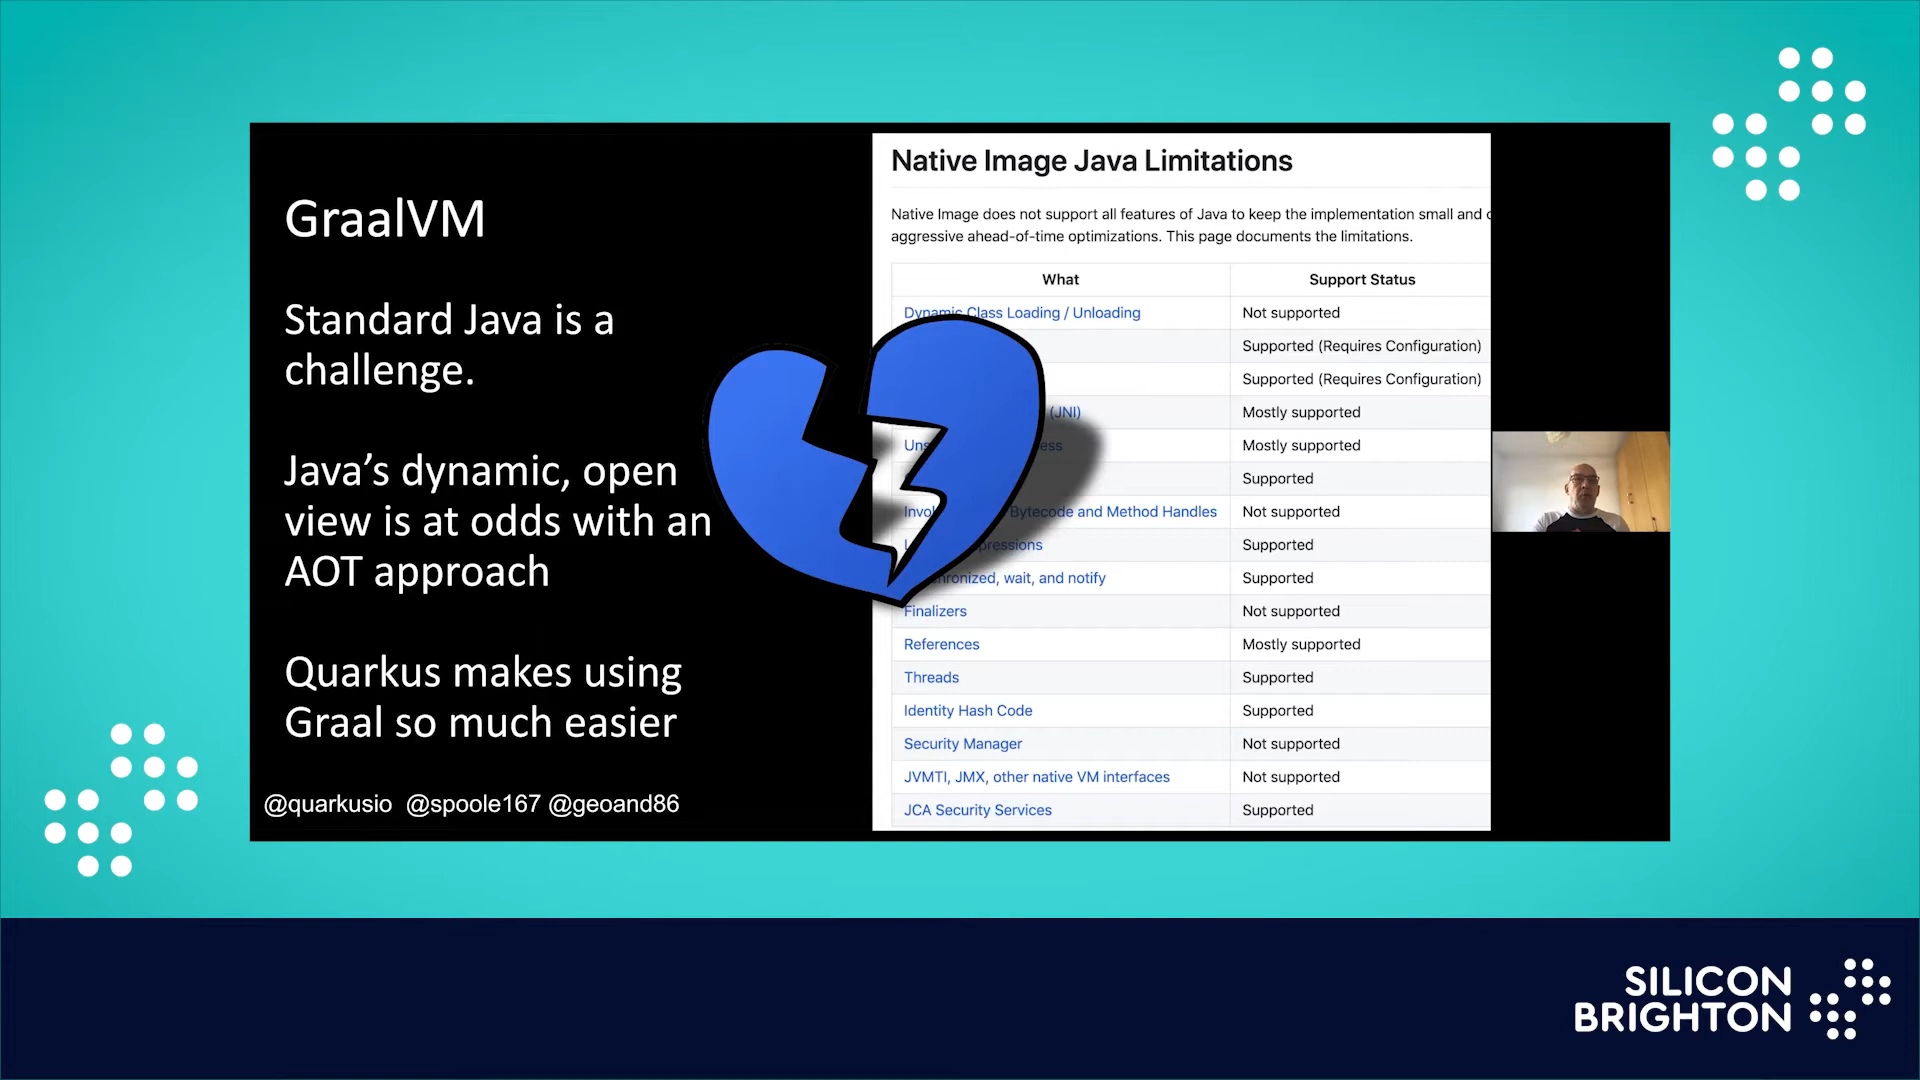 GraalVM
Standard Java is a
challenge.
Java’s dynamic, open
view is at odds with an
AOT approach
Quarkus makes using
Graal so much easier
@quarkusio @spoole167 @geoand86
Native Image Java Limitations
Native Image does not support all features of Java to keep the implementation small and
aggressive ahead-of-time optimizations. This page documents the limitations.
What Support Status
Dynamic Class Loading / Unloading Not supported
Supported (Requires Configuration)
Supported (Requires Configuration)
(JNI) Mostly supported
Mostly supported
Supported
Bytecode and Method Handles Not supported
Supported
wait, and notify Supported
Finalizers Not supported
References Mostly supported
Threads Supported
Identity Hash Code Supported
Security Manager Not supported
JVMTI, JMX, other native VM interfaces Not supported
JCA Security Services Supported
SILICON
BRIGHTON